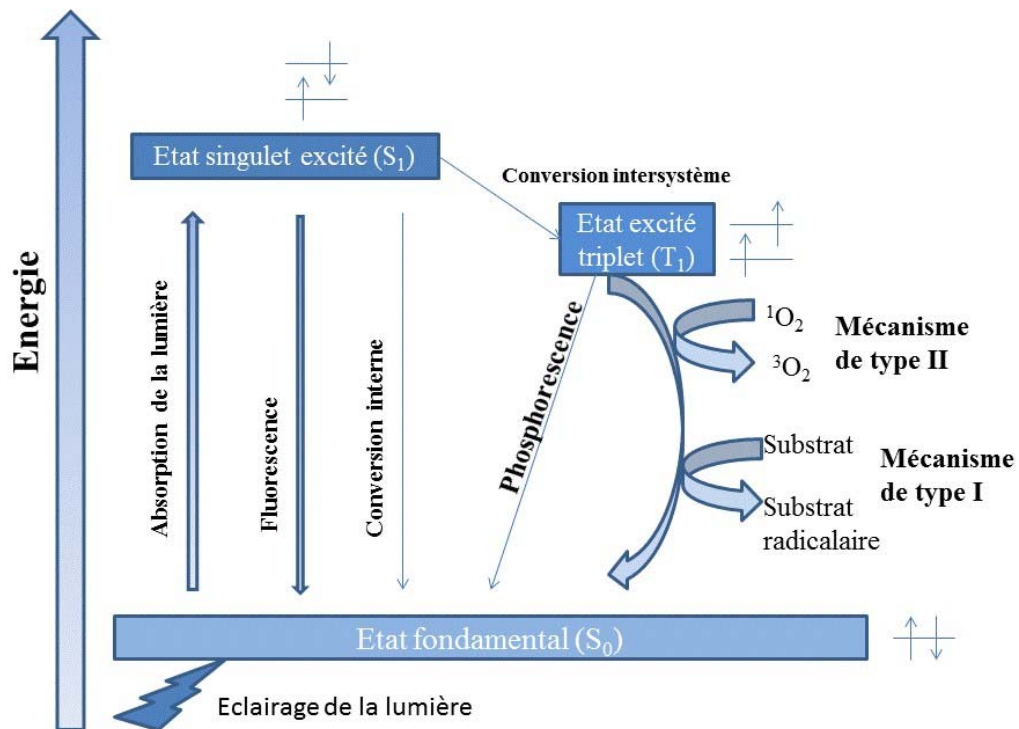 Energie
Etat singulet excité (S₁)
Conversion intersystème
Etat excité
triplet (T₁)
Absorption de la lumière
Fluorescence
Conversion interne
Phosphorescence
¹O₂
³O₂
Mécanisme
de type II
Substrat
Substrat
radicalaire
Mécanisme
de type I
Etat fondamental (S₀)
Eclairage de la lumière